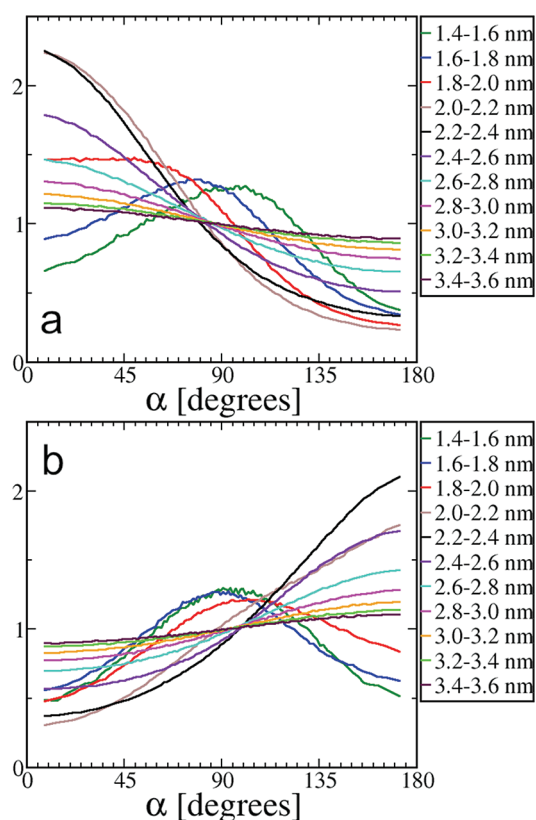 2
1
0
a
0 45 90 135 180
α [degrees]
1.4-1.6 nm
1.6-1.8 nm
1.8-2.0 nm
2.0-2.2 nm
2.2-2.4 nm
2.4-2.6 nm
2.6-2.8 nm
2.8-3.0 nm
3.0-3.2 nm
3.2-3.4 nm
3.4-3.6 nm
b
2
1
0
0 45 90 135 180
α [degrees]
1.4-1.6 nm
1.6-1.8 nm
1.8-2.0 nm
2.0-2.2 nm
2.2-2.4 nm
2.4-2.6 nm
2.6-2.8 nm
2.8-3.0 nm
3.0-3.2 nm
3.2-3.4 nm
3.4-3.6 nm